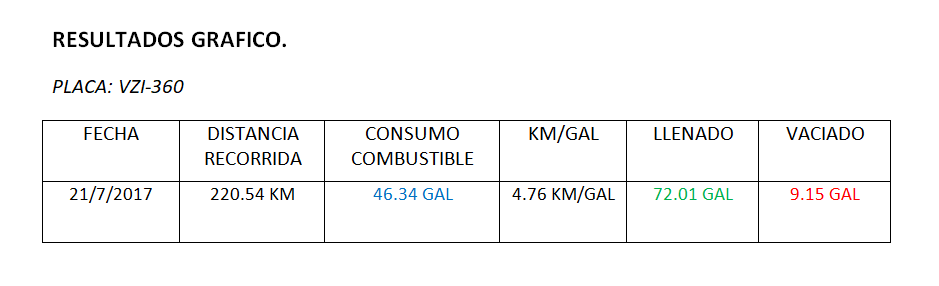 RESULTADOS GRAFICO.
PLACA: VZI-360
FECHA DISTANCIA RECORRIDA CONSUMO COMBUSTIBLE KM/GAL LLENADO VACIADO
21/7/2017 220.54 KM 46.34 GAL 4.76 KM/GAL 72.01 GAL 9.15 GAL